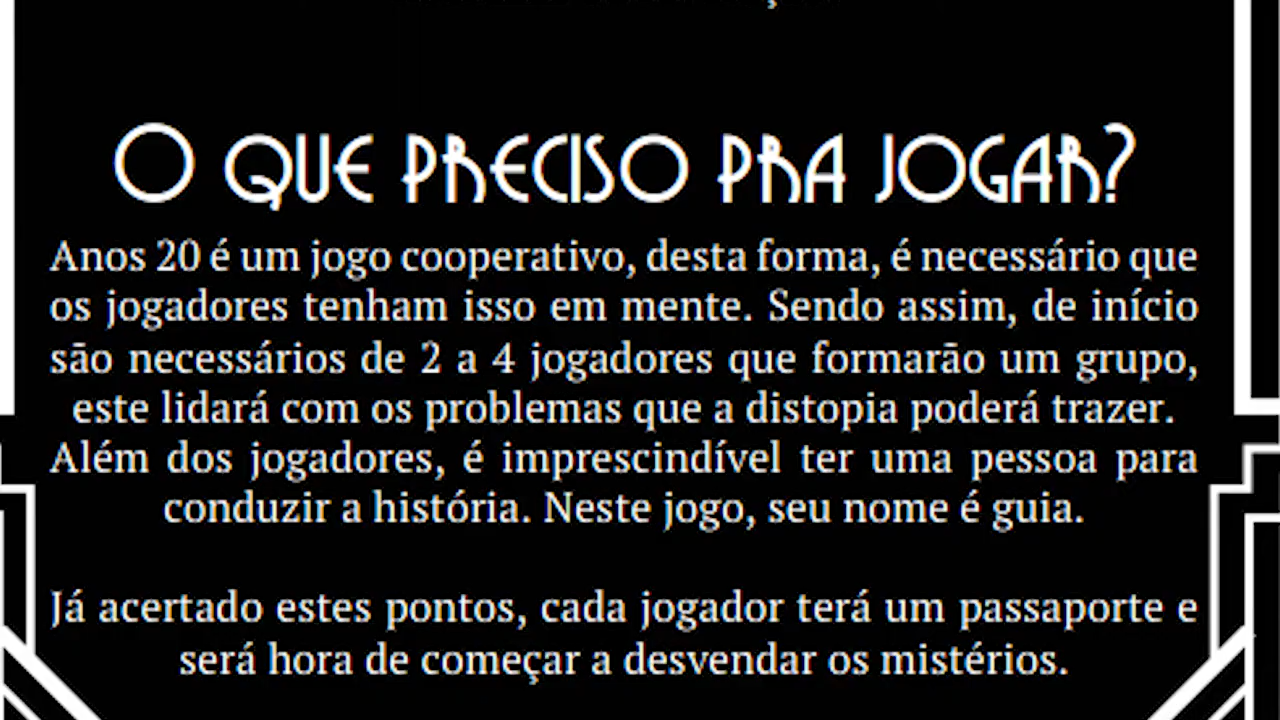 O QUE PRECISO PRA JOGAR?
Anos 20 é um jogo cooperativo, desta forma, é necessário que
os jogadores tenham isso em mente. Sendo assim, de início
são necessários de 2 a 4 jogadores que formarão um grupo,
este lidará com os problemas que a distopia poderá trazer.
Além dos jogadores, é imprescindível ter uma pessoa para
conduzir a história. Neste jogo, seu nome é guia.
Já acertado estes pontos, cada jogador terá um passaporte e
será hora de começar a desvendar os mistérios.